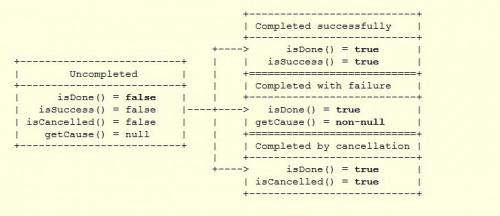 Completed successfully
isDone() = true
isSuccess() = true
Uncompleted
Completed with failure
isDone() = false
isSuccess() = false
isDone() = true
isCancelled() = false
getCause() = non-null
getCause() = null
Completed by cancellation
isDone() = true
isCancelled() = true